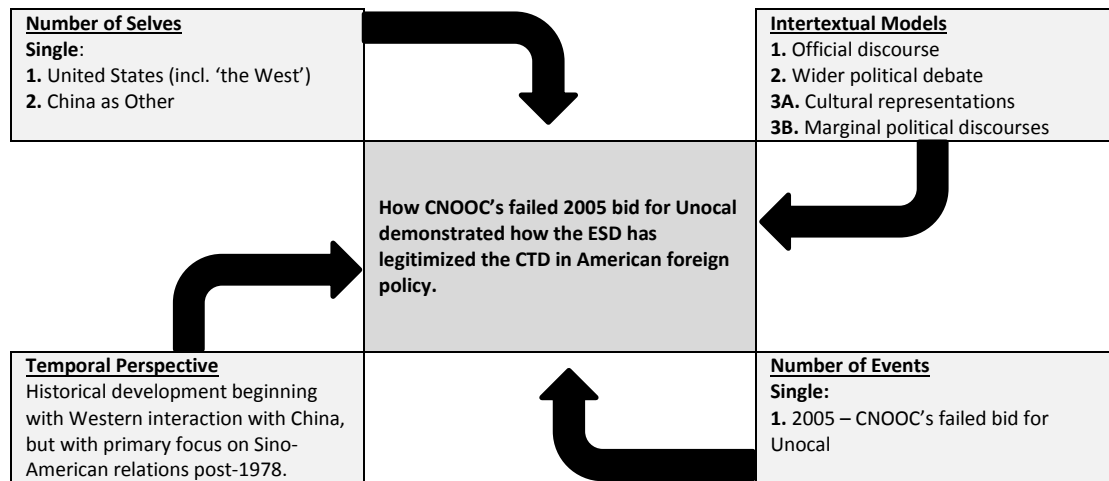 Number of Selves
Single:
1. United States (incl. ‘the West’)
2. China as Other
Intertextual Models
1. Official discourse
2. Wider political debate
3A. Cultural representations
3B. Marginal political discourses
How CNOOC’s failed 2005 bid for Unocal
demonstrated how the ESD has
legitimized the CTD in American foreign
policy.
Temporal Perspective
Historical development beginning
with Western interaction with China,
but with primary focus on Sino-
American relations post-1978.
Number of Events
Single:
1. 2005 – CNOOC’s failed bid for
Unocal